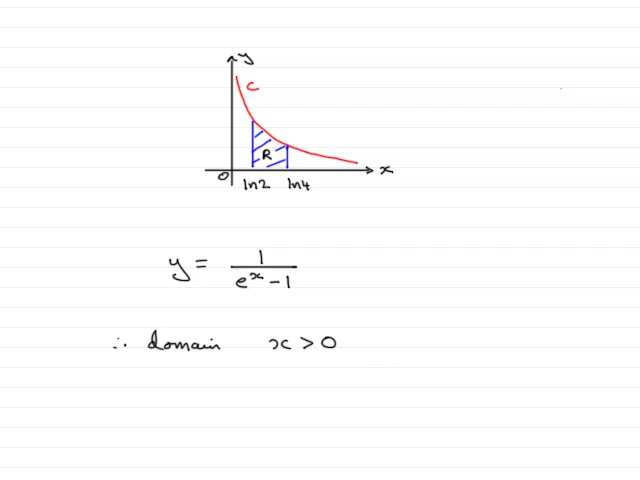 y
C
R
O
ln2 ln4
x
y = 1/(e^x - 1)
∴ domain x > 0